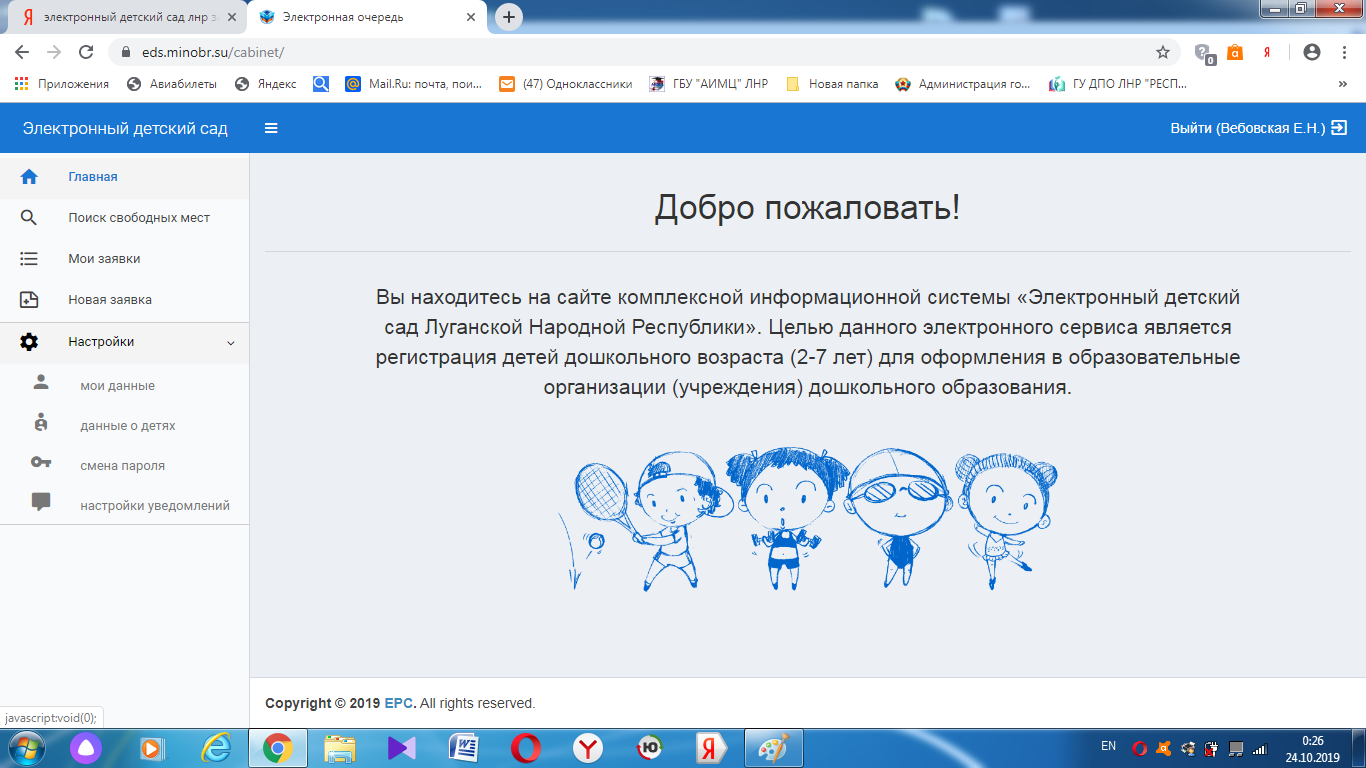 электронный детский сад лнр з
Электронная очередь
eds.minobr.su/cabinet/
0
Приложения
Авиабилеты
Яндекс
Mail.Ru: почта, пои...
(47) Одноклассники
ГБУ "АИМЦ" ЛНР
Новая папка
Администрация го...
ГУ ДПО ЛНР "РЕСП...
»
Электронный детский сад
Выйти (Вебовская Е.Н.)
Главная
Поиск свободных мест
Мои заявки
Новая заявка
Настройки
мои данные
данные о детях
смена пароля
настройки уведомлений
Добро пожаловать!
Вы находитесь на сайте комплексной информационной системы «Электронный детский
сад Луганской Народной Республики». Целью данного электронного сервиса является
регистрация детей дошкольного возраста (2-7 лет) для оформления в образовательные
организации (учреждения) дошкольного образования.
Copyright © 2019 EPC. All rights reserved.
javascript:void(0);
EN
0:26
24.10.2019